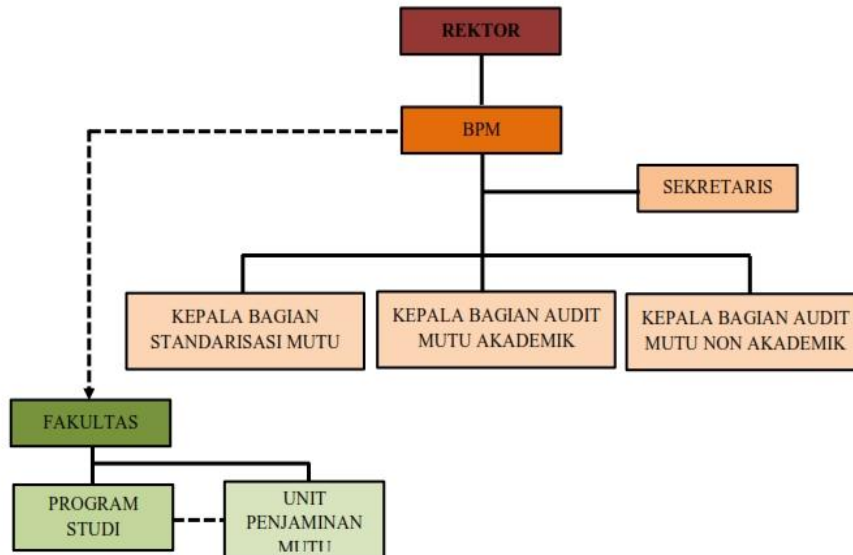 REKTOR
BPM
SEKRETARIS
KEPALA BAGIAN
STANDARISASI MUTU
KEPALA BAGIAN AUDIT
MUTU AKADEMIK
KEPALA BAGIAN AUDIT
MUTU NON AKADEMIK
FAKULTAS
PROGRAM
STUDI
UNIT
PENJAMINAN
MUTU